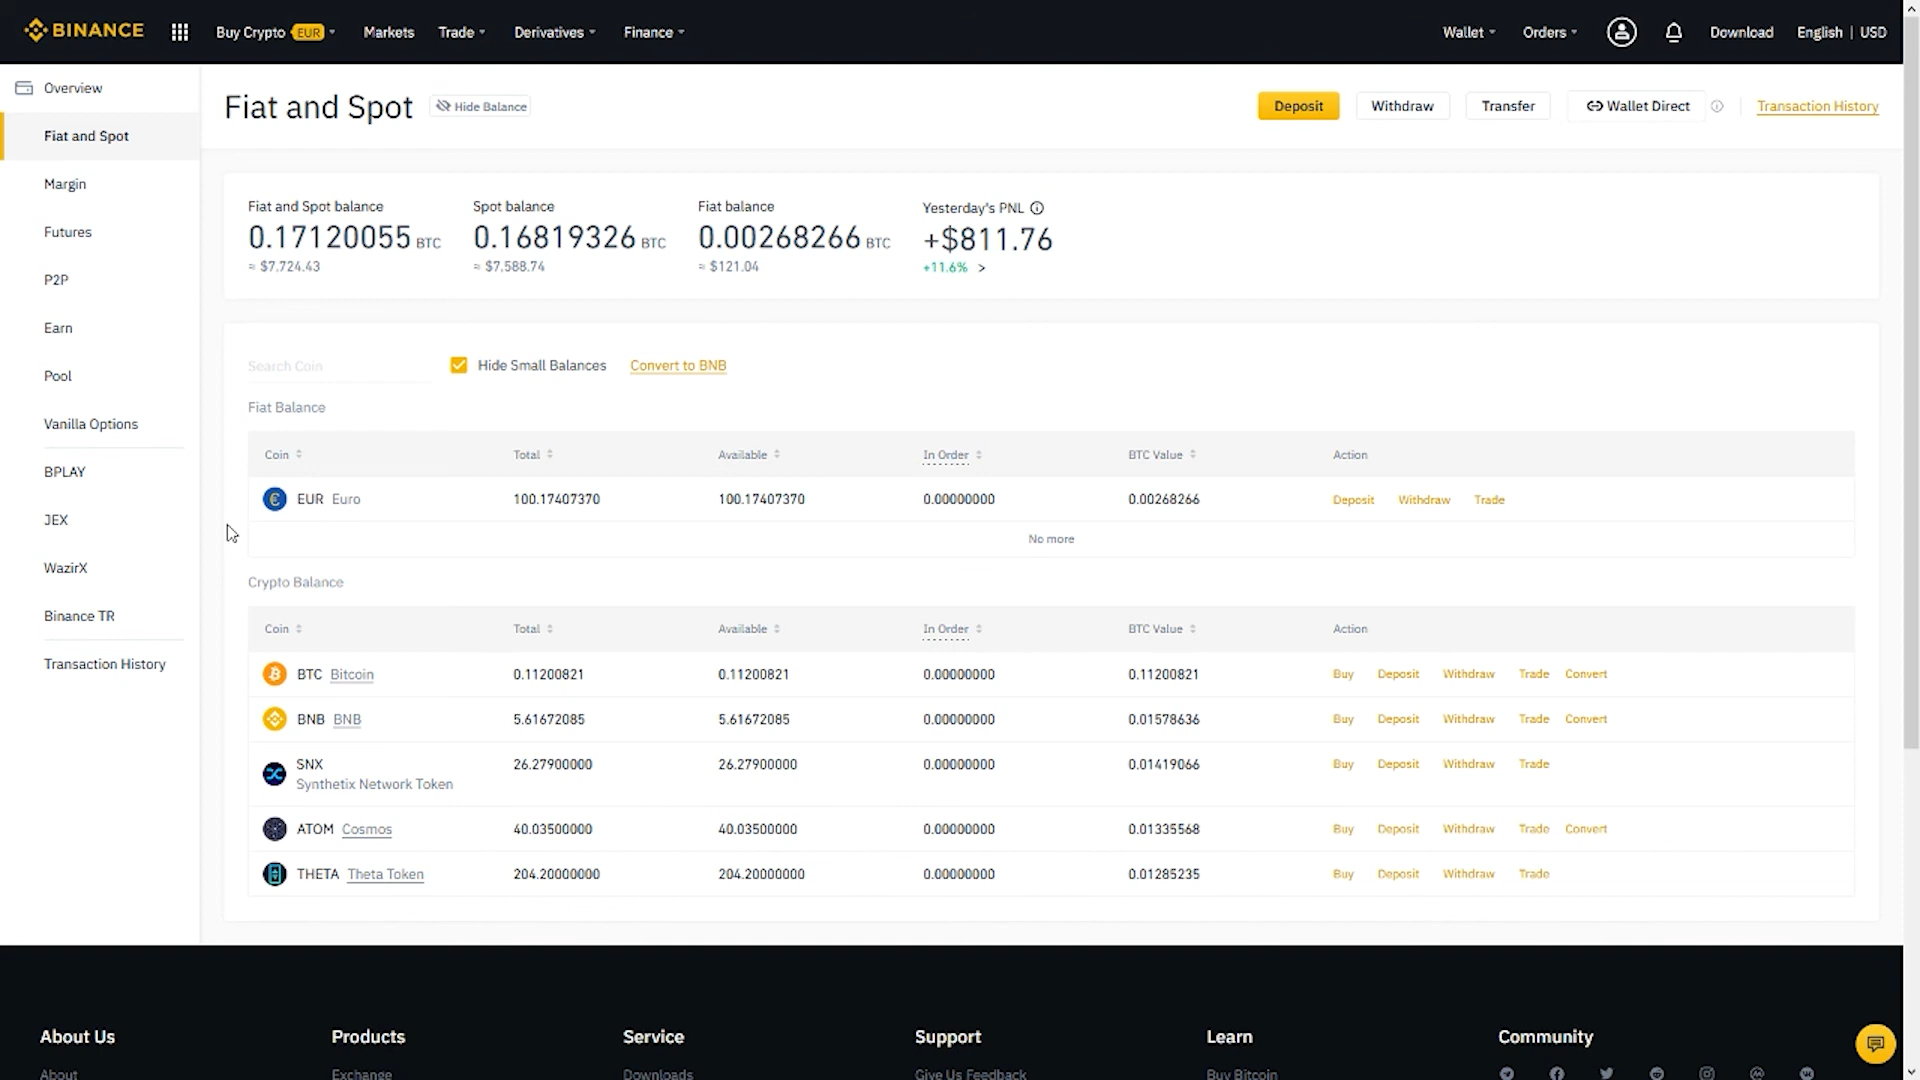 BINANCE Buy Crypto EUR Markets Trade Derivatives Finance Wallet Orders Download English | USD
Overview
Fiat and Spot
Margin
Futures
P2P
Earn
Pool
Vanilla Options
BPLAY
JEX
WazirX
Binance TR
Transaction History
Fiat and Spot Hide Balance Deposit Withdraw Transfer Wallet Direct Transaction History
Fiat and Spot balance Spot balance Fiat balance Yesterday's PNL
0.17120055 BTC 0.16819326 BTC 0.00268266 BTC +$811.76
≈ $7.724.43 ≈ $7.588.74 ≈ $121.04 +11.6% >
Search Coin Hide Small Balances Convert to BNB
Fiat Balance
Coin Total Available In Order BTC Value Action
EUR Euro 100.17407370 100.17407370 0.00000000 0.00268266 Deposit Withdraw Trade
No more
Crypto Balance
Coin Total Available In Order BTC Value Action
BTC Bitcoin 0.11200821 0.11200821 0.00000000 0.11200821 Buy Deposit Withdraw Trade Convert
BNB BNB 5.61672085 5.61672085 0.00000000 0.01578636 Buy Deposit Withdraw Trade Convert
SNX 26.27900000 26.27900000 0.00000000 0.01419066 Buy Deposit Withdraw Trade
Synthetix Network Token
ATOM Cosmos 40.03500000 40.03500000 0.00000000 0.01335568 Buy Deposit Withdraw Trade Convert
THETA Theta Token 204.20000000 204.20000000 0.00000000 0.01285235 Buy Deposit Withdraw Trade
About Us Products Service Support Learn Community
About Exchange Downloads Give Us Feedback Buy Bitcoin